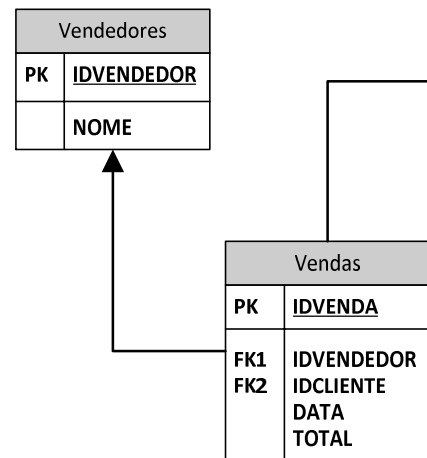 Vendedores
PK IDVENDEDOR
NOME
Vendas
PK IDVENDA
FK1 IDVENDEDOR
FK2 IDCLIENTE
DATA
TOTAL